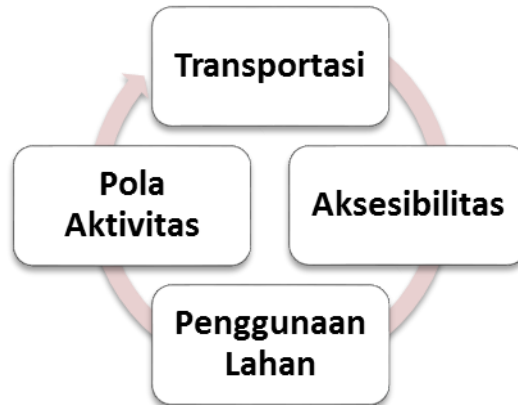 Transportasi
Aksesibilitas
Penggunaan
Lahan
Pola
Aktivitas